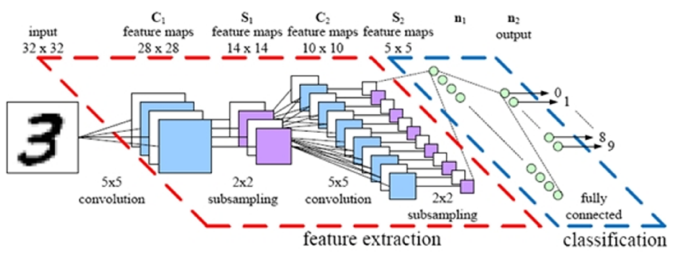 C1 S1 C2 S2 n1 n2
input feature maps feature maps feature maps feature maps output
32 x 32 28 x 28 14 x 14 10 x 10 5 x 5
0
1
8
9
3
5x5 2x2 5x5 2x2 fully
convolution subsampling convolution subsampling connected
feature extraction classification